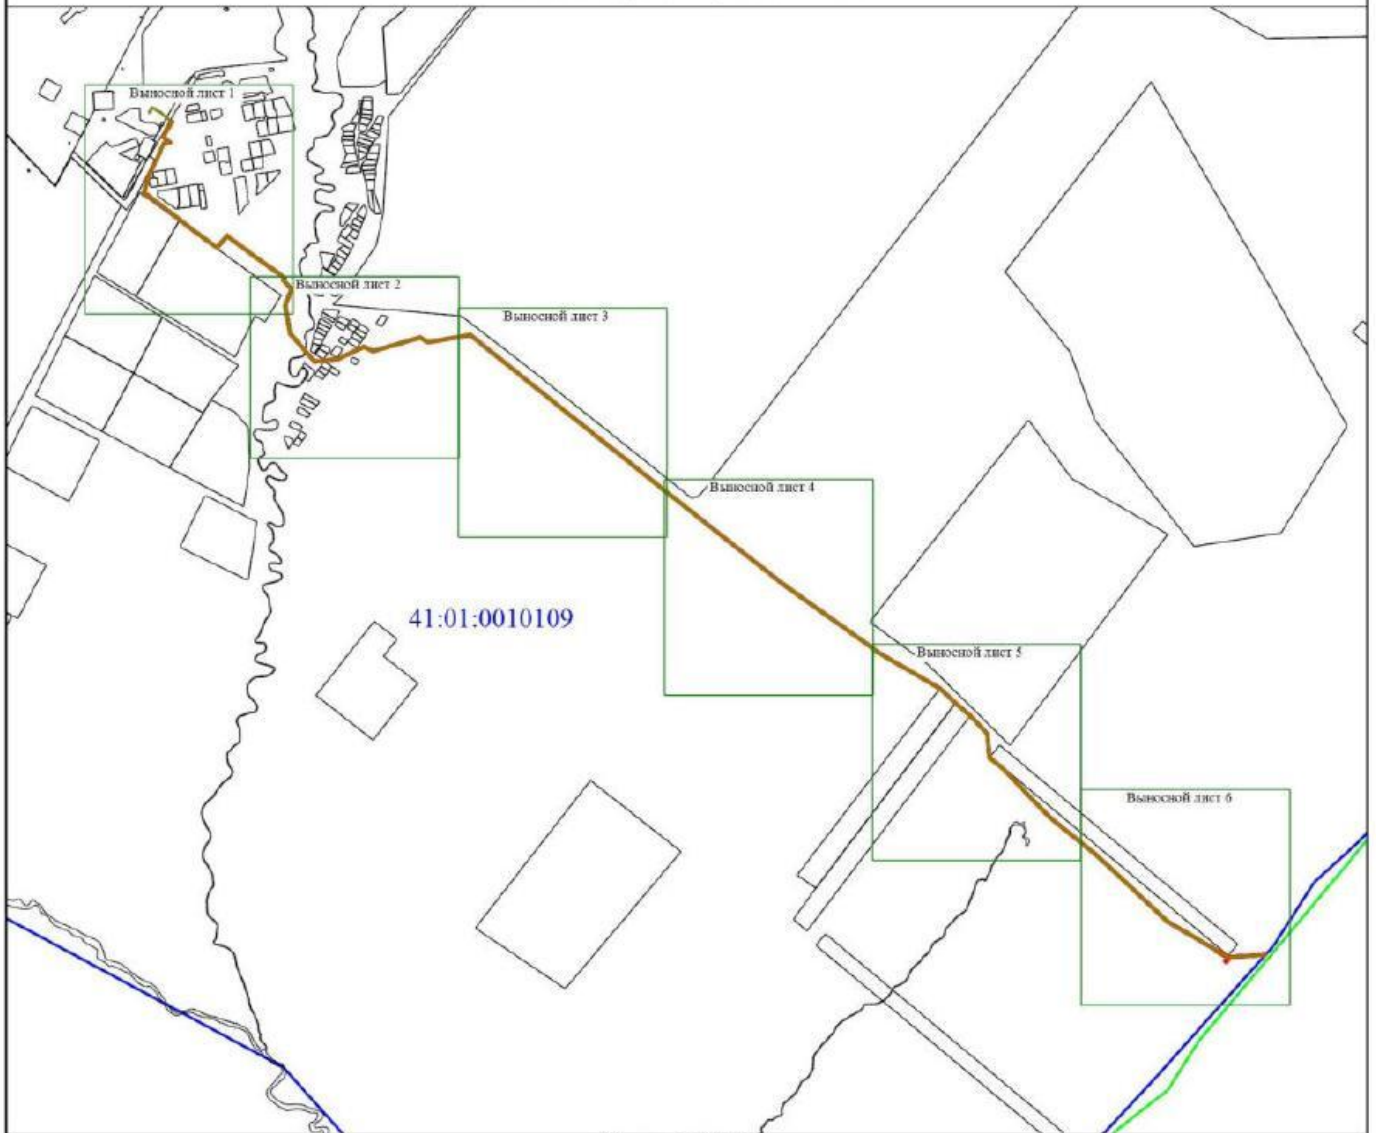 Выносной лист 1
Выносной лист 2
Выносной лист 3
Выносной лист 4
41:01:0010109
Выносной лист 5
Выносной лист 6